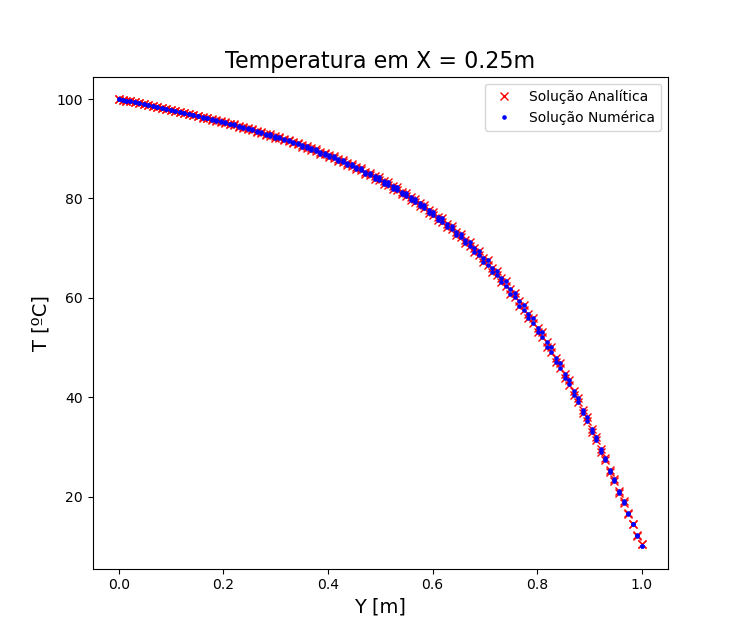 Temperatura em X = 0.25m
Solução Analítica
Solução Numérica
T [ºC]
100
80
60
40
20
0.0 0.2 0.4 0.6 0.8 1.0
Y [m]